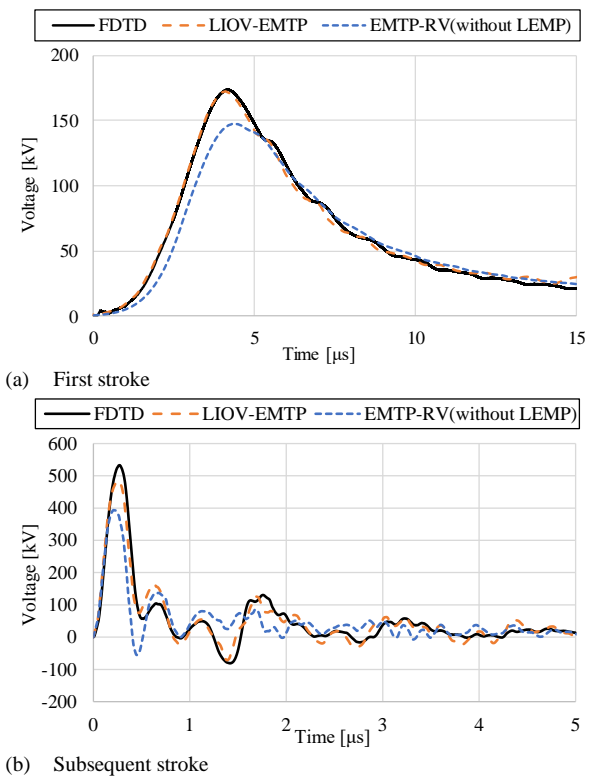 FDTD LIOV-EMTP EMTP-RV(without LEMP)
200
150
100
50
0
Voltage [kV]
0 5 10 15
Time [μs]
(a) First stroke
FDTD LIOV-EMTP EMTP-RV(without LEMP)
600
500
400
300
200
100
0
-100
-200
Voltage [kV]
0 1 2 3 4 5
Time [μs]
(b) Subsequent stroke